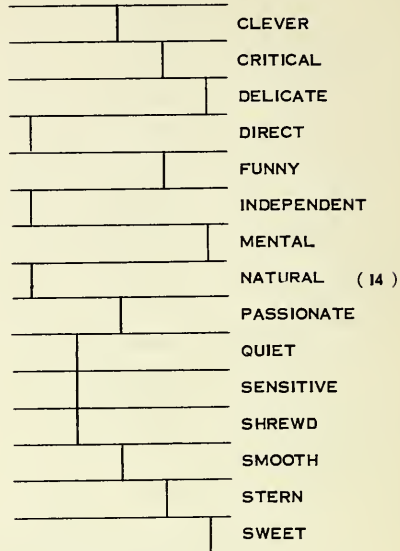 CLEVER
CRITICAL
DELICATE
DIRECT
FUNNY
INDEPENDENT
MENTAL
NATURAL (14)
PASSIONATE
QUIET
SENSITIVE
SHREWD
SMOOTH
STERN
SWEET